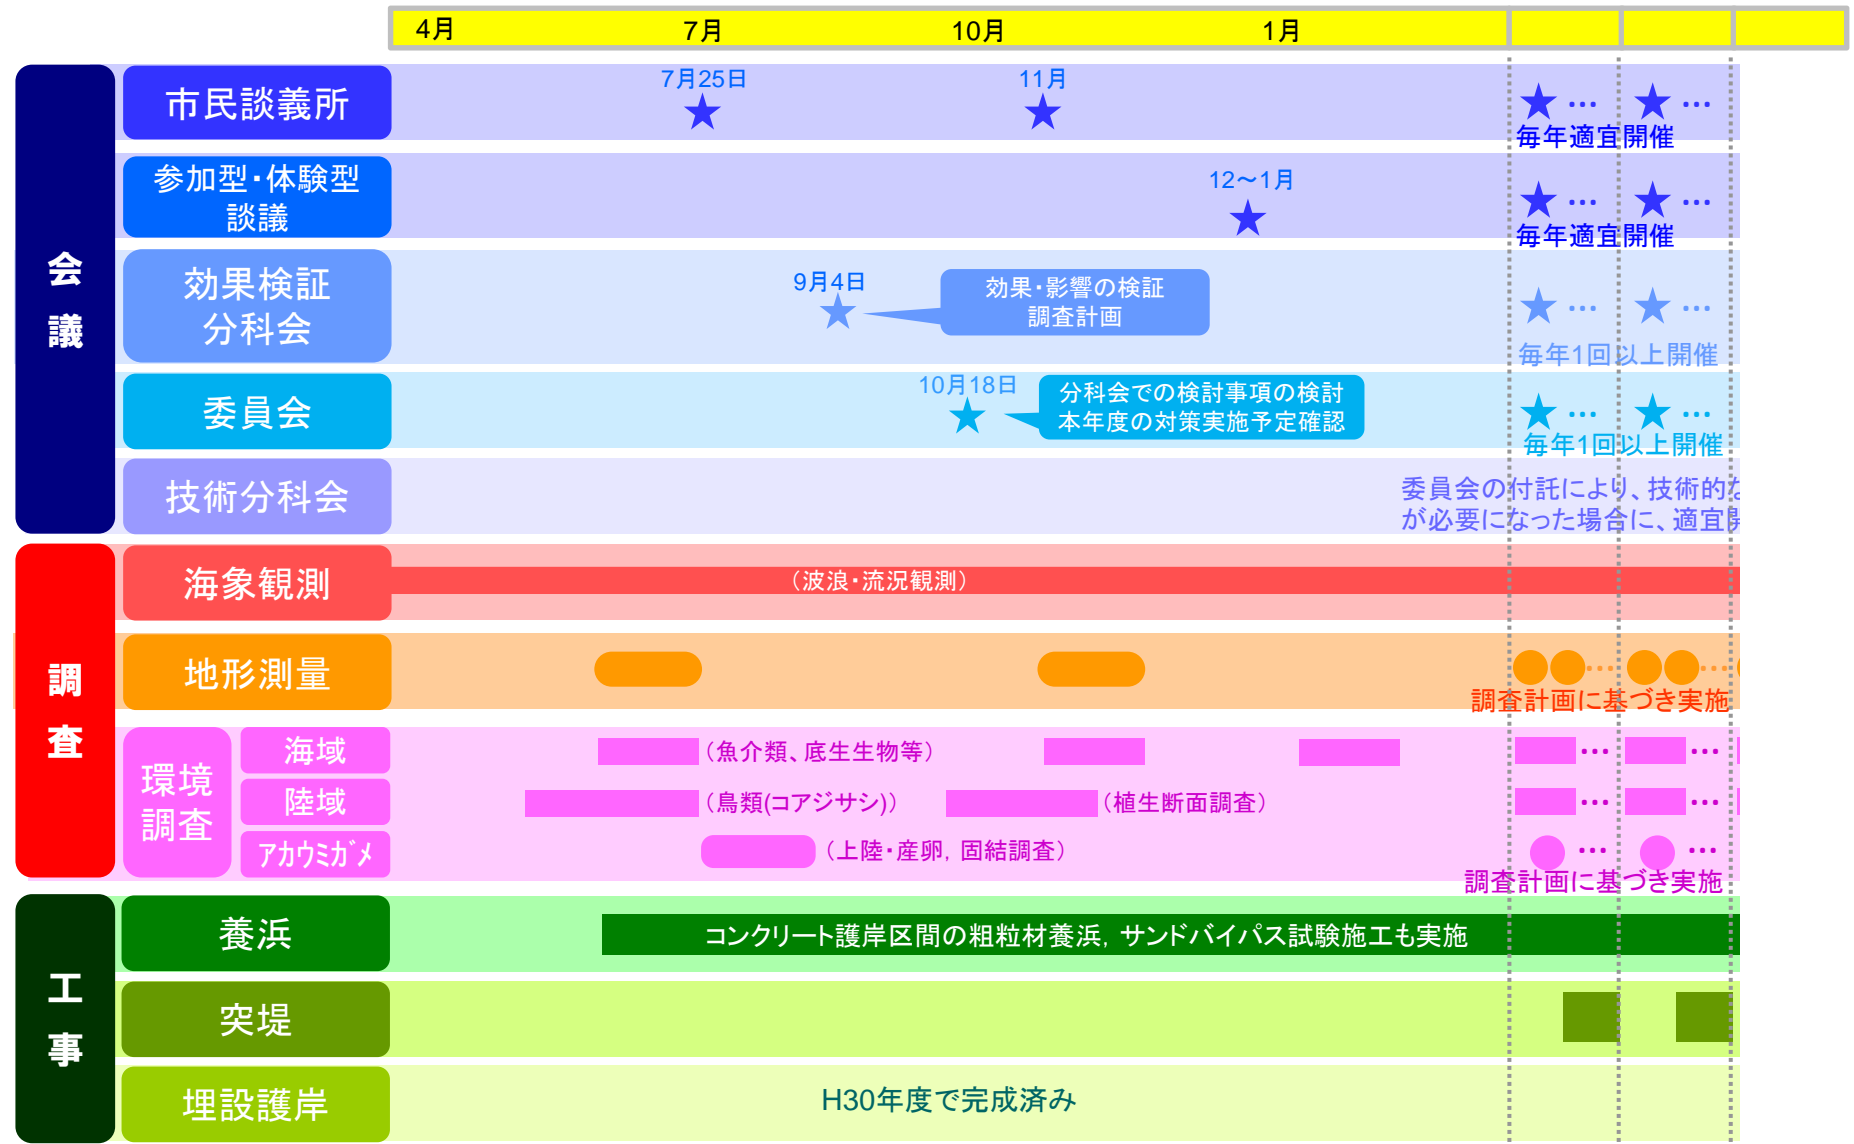 4月 7月 10月 1月
会議
市民談義所
7月25日
11月
★ … ★ …
毎年適宜開催
参加型・体験型
談議
12～1月
★ … ★ …
毎年適宜開催
効果検証
分科会
9月4日
効果・影響の検証
調査計画
★ … ★ …
毎年1回以上開催
委員会
10月18日
分科会での検討事項の検討
本年度の対策実施予定確認
★ … ★ …
毎年1回以上開催
技術分科会
委員会の付託により、技術的な
が必要になった場合に、適宜開
調査
海象観測
（波浪・流況観測）
地形測量
… …
調査計画に基づき実施
環境
調査
海域
（魚介類、底生生物等）
… …
陸域
（鳥類(コアジサシ)）
（植生断面調査）
… …
アカウミガメ
（上陸・産卵，固結調査）
… …
調査計画に基づき実施
工事
養浜
コンクリート護岸区間の粗粒材養浜，サンドバイパス試験施工も実施
突堤
埋設護岸
H30年度で完成済み